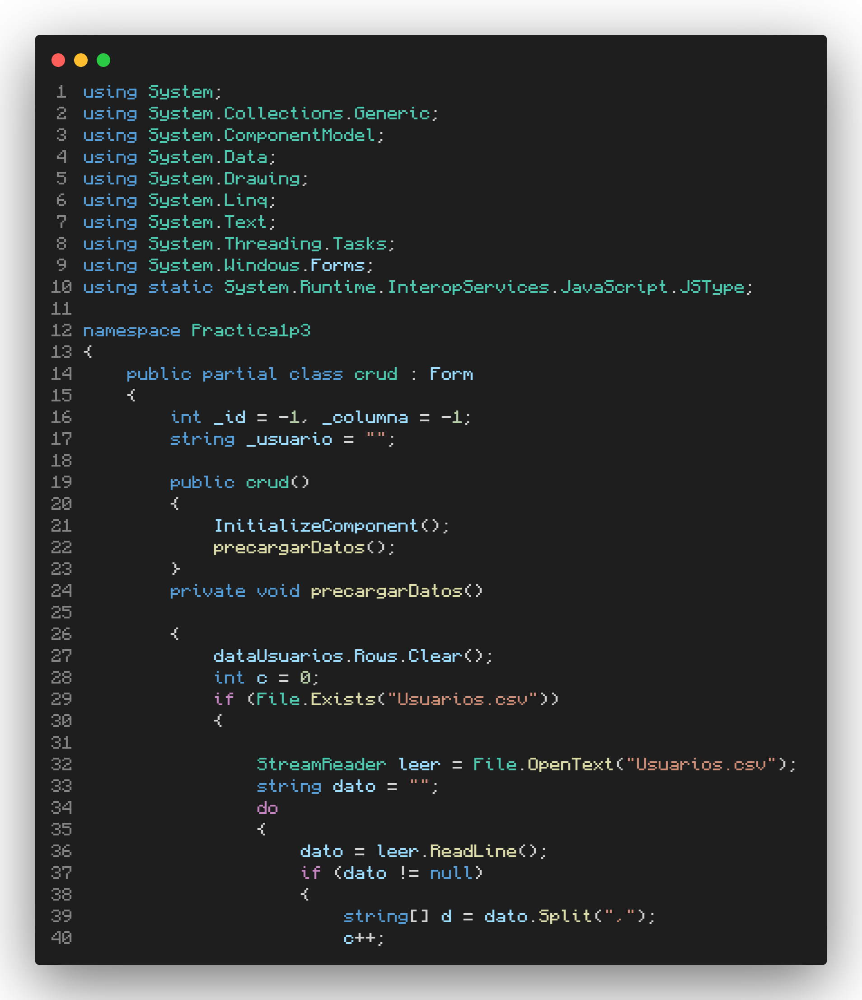 1 using System;
2 using System.Collections.Generic;
3 using System.ComponentModel;
4 using System.Data;
5 using System.Drawing;
6 using System.Linq;
7 using System.Text;
8 using System.Threading.Tasks;
9 using System.Windows.Forms;
10 using static System.Runtime.InteropServices.JavaScript.JSType;
11
12 namespace Practica1p3
13 {
14     public partial class crud : Form
15     {
16         int _id = -1, _columna = -1;
17         string _usuario = "";
18
19         public crud()
20         {
21             InitializeComponent();
22             precargarDatos();
23         }
24         private void precargarDatos()
25
26         {
27             dataUsuarios.Rows.Clear();
28             int c = 0;
29             if (File.Exists("Usuarios.csv"))
30             {
31
32                 StreamReader leer = File.OpenText("Usuarios.csv");
33                 string dato = "";
34                 do
35                 {
36                     dato = leer.ReadLine();
37                     if (dato != null)
38                     {
39                         string[] d = dato.Split(",");
40                         c++;